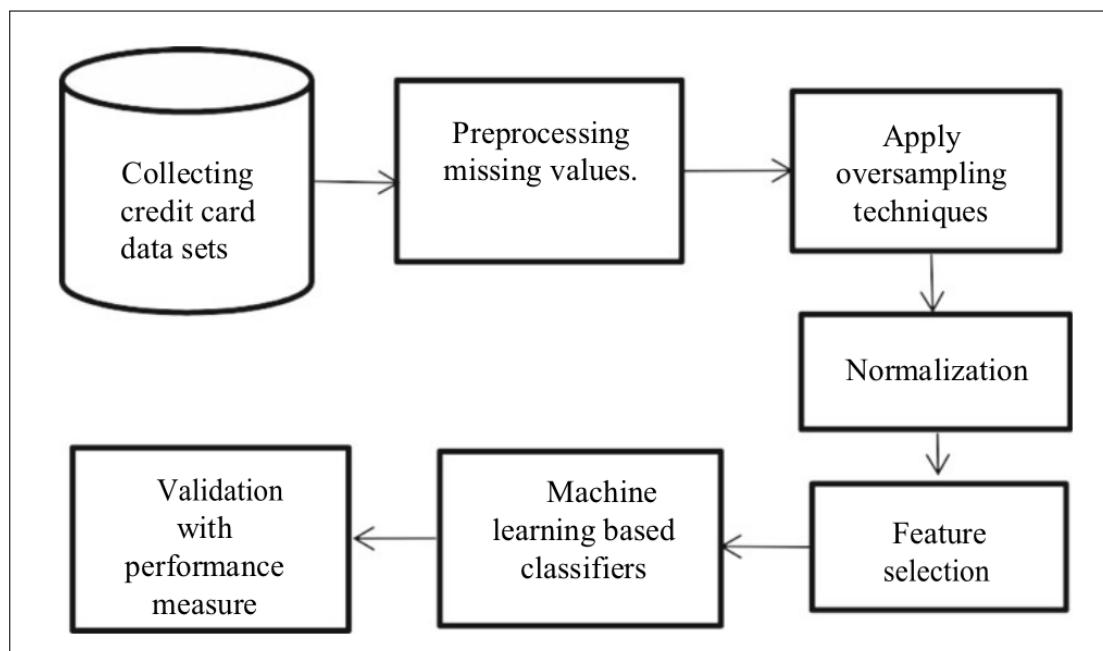 Collecting
credit card
data sets
Preprocessing
missing values.
Apply
oversampling
techniques
Normalization
Feature
selection
Machine
learning based
classifiers
Validation
with
performance
measure